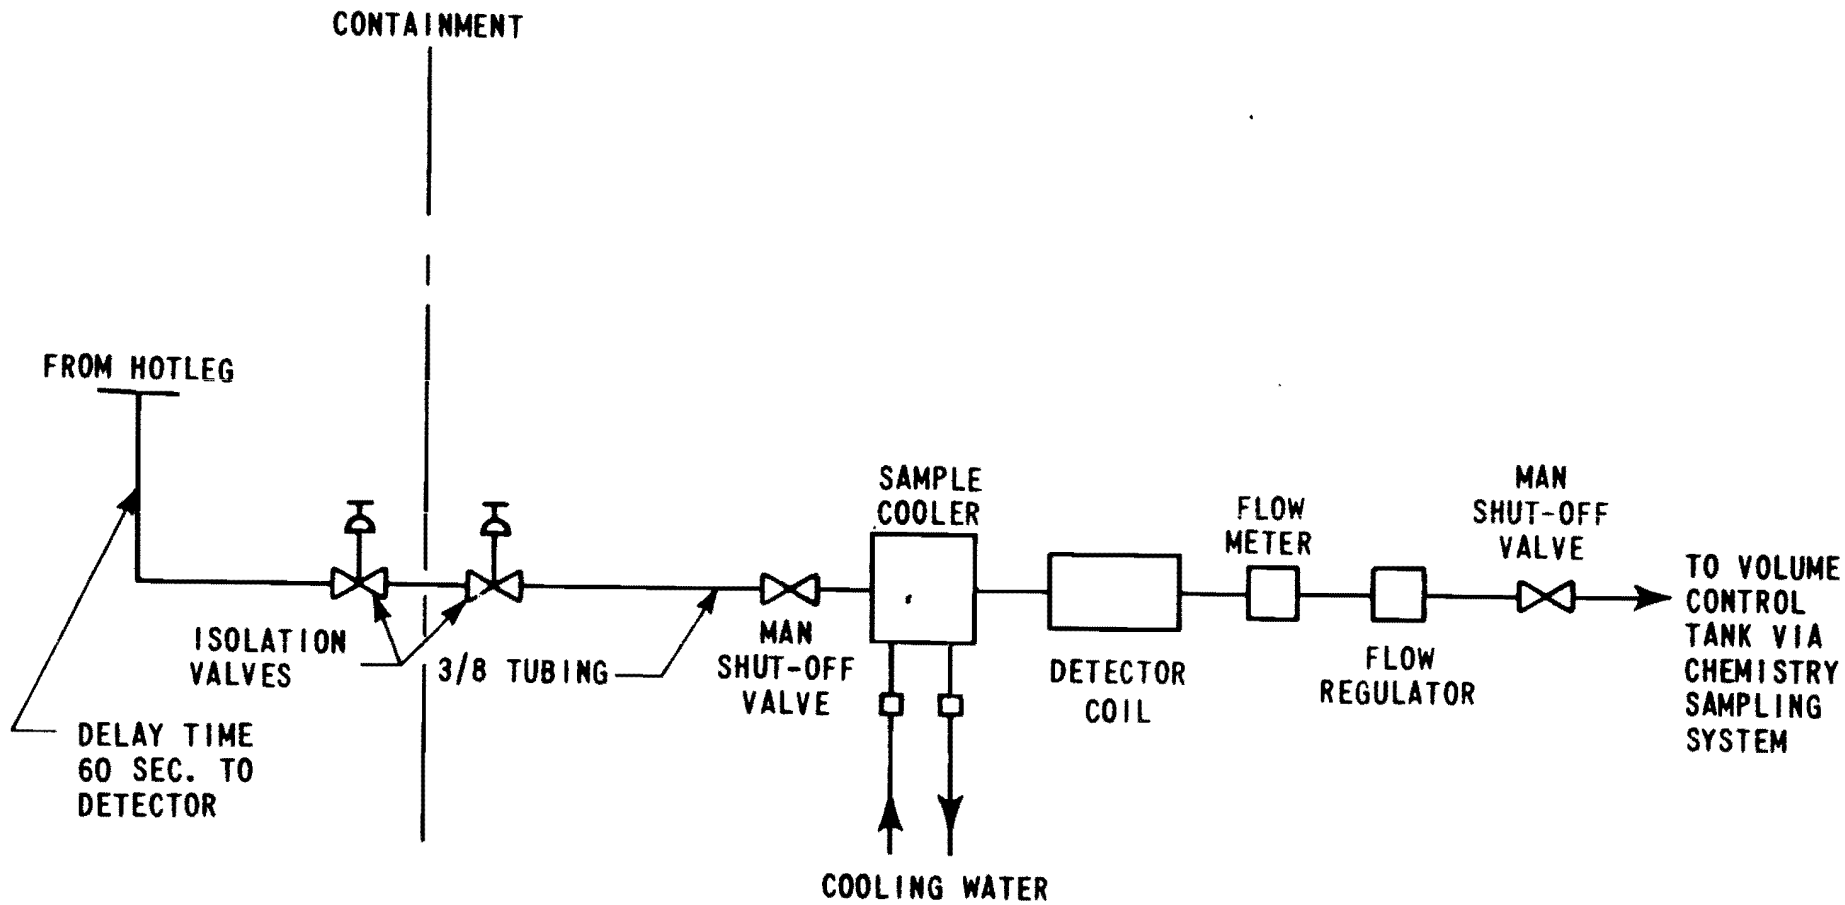 CONTAINMENT
FROM HOTLEG
ISOLATION
VALVES
DELAY TIME
60 SEC. TO
DETECTOR
3/8 TUBING
MAN
SHUT-OFF
VALVE
SAMPLE
COOLER
COOLING WATER
DETECTOR
COIL
FLOW
METER
FLOW
REGULATOR
MAN
SHUT-OFF
VALVE
TO VOLUME
CONTROL
TANK VIA
CHEMISTRY
SAMPLING
SYSTEM